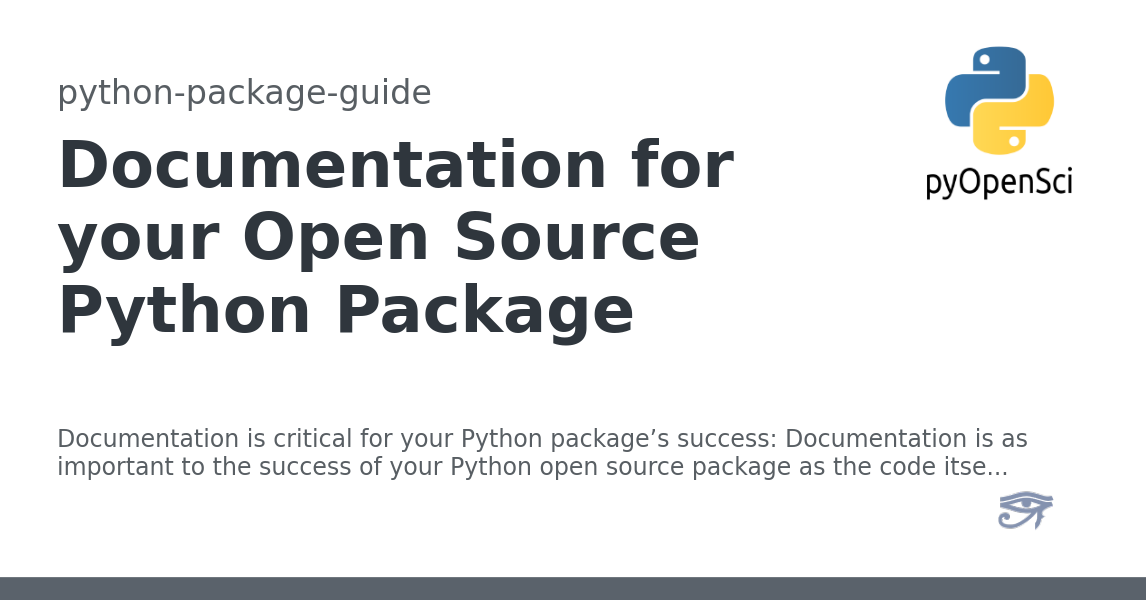 python-package-guide
Documentation for
your Open Source
Python Package
pyOpenSci
Documentation is critical for your Python package’s success: Documentation is as
important to the success of your Python open source package as the code itse...